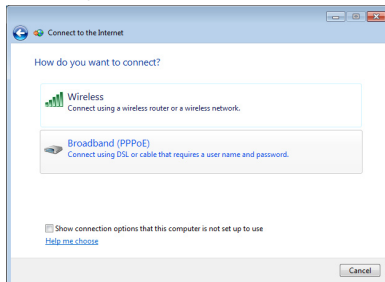 Connect to the Internet
How do you want to connect?
Wireless
Connect using a wireless router or a wireless network.
Broadband (PPPoE)
Connect using DSL or cable that requires a user name and password.
Show connection options that this computer is not set up to use
Help me choose
Cancel